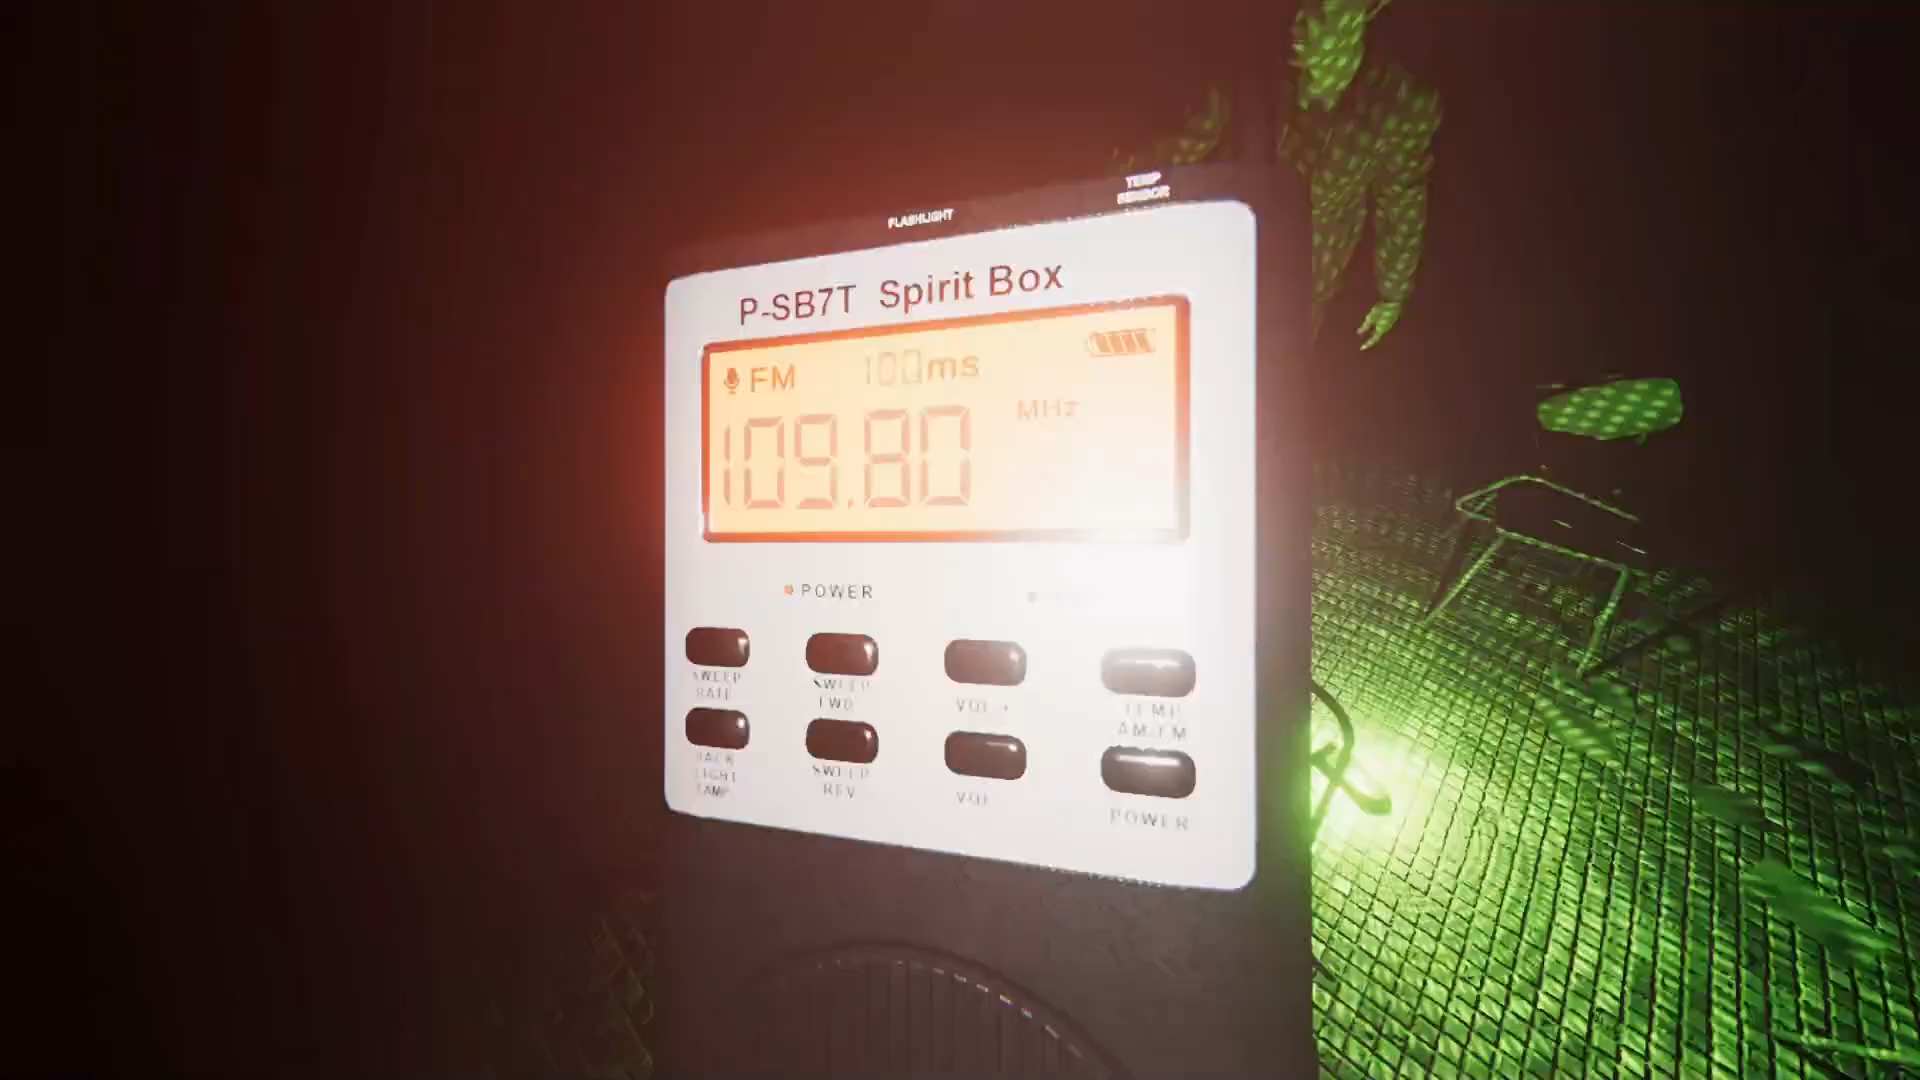 TEMP
SENSOR
FLASHLIGHT
P-SB7T Spirit Box
FM 100ms
109.80 MHz
POWER
SWEEP
RATE
SWEEP
FWD
VOL +
TEMP
AM/FM
BACK
LIGHT
LAMP
SWEEP
REV
VOL
POWER